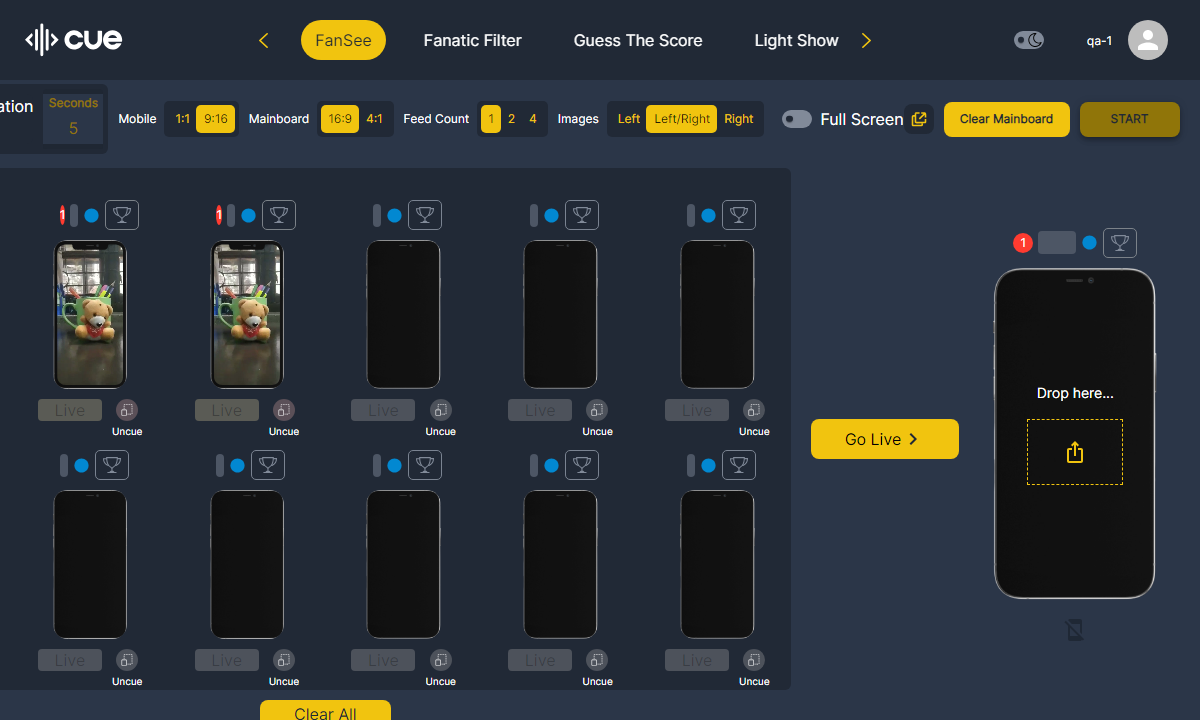 cue
FanSee
Fanatic Filter
Guess The Score
Light Show
qa-1
ation
Seconds
5
Mobile
1:1
9:16
Mainboard
16:9
4:1
Feed Count
1
2
4
Images
Left
Left/Right
Right
Full Screen
Clear Mainboard
START
1
1
1
Live
Uncue
Live
Uncue
Live
Uncue
Live
Uncue
Live
Uncue
Go Live
Drop here...
Live
Uncue
Live
Uncue
Live
Uncue
Live
Uncue
Live
Uncue
Clear All